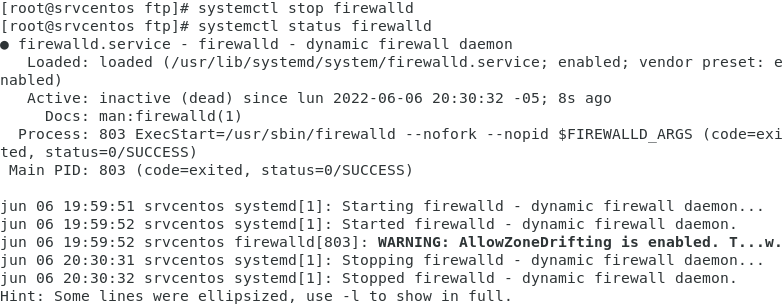 [root@srvcentos ftp]# systemctl stop firewalld
[root@srvcentos ftp]# systemctl status firewalld
● firewalld.service - firewalld - dynamic firewall daemon
   Loaded: loaded (/usr/lib/systemd/system/firewalld.service; enabled; vendor preset: e
nabled)
   Active: inactive (dead) since lun 2022-06-06 20:30:32 -05; 8s ago
     Docs: man:firewalld(1)
  Process: 803 ExecStart=/usr/sbin/firewalld --nofork --nopid $FIREWALLD_ARGS (code=exi
ted, status=0/SUCCESS)
 Main PID: 803 (code=exited, status=0/SUCCESS)

jun 06 19:59:51 srvcentos systemd[1]: Starting firewalld - dynamic firewall daemon...
jun 06 19:59:52 srvcentos systemd[1]: Started firewalld - dynamic firewall daemon.
jun 06 19:59:52 srvcentos firewalld[803]: WARNING: AllowZoneDrifting is enabled. T...w.
jun 06 20:30:31 srvcentos systemd[1]: Stopping firewalld - dynamic firewall daemon...
jun 06 20:30:32 srvcentos systemd[1]: Stopped firewalld - dynamic firewall daemon.
Hint: Some lines were ellipsized, use -l to show in full.